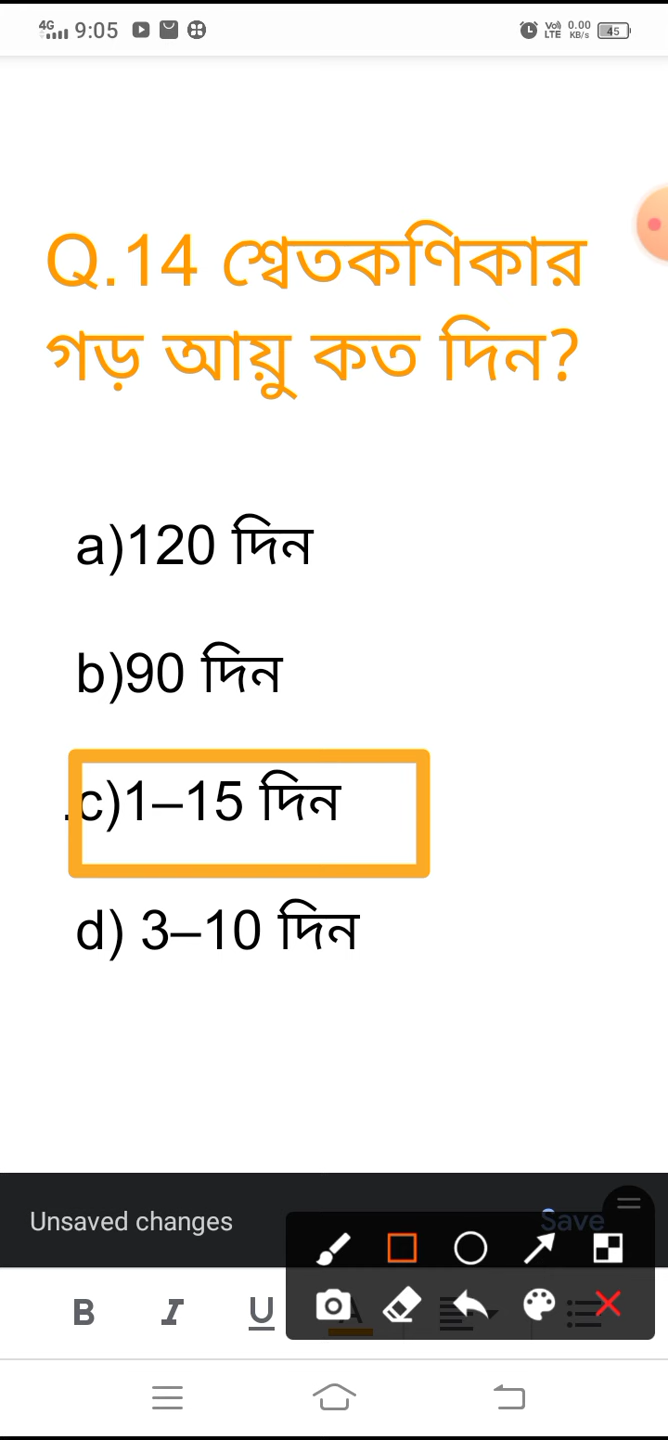 4G 9:05
Vo) 0.00
LTE KB/s 45
Q.14 শ্বেতকণিকার
গড় আয়ু কত দিন?
a)120 দিন
b)90 দিন
.c)1–15 দিন
d) 3–10 দিন
Unsaved changes
Save
B I U A